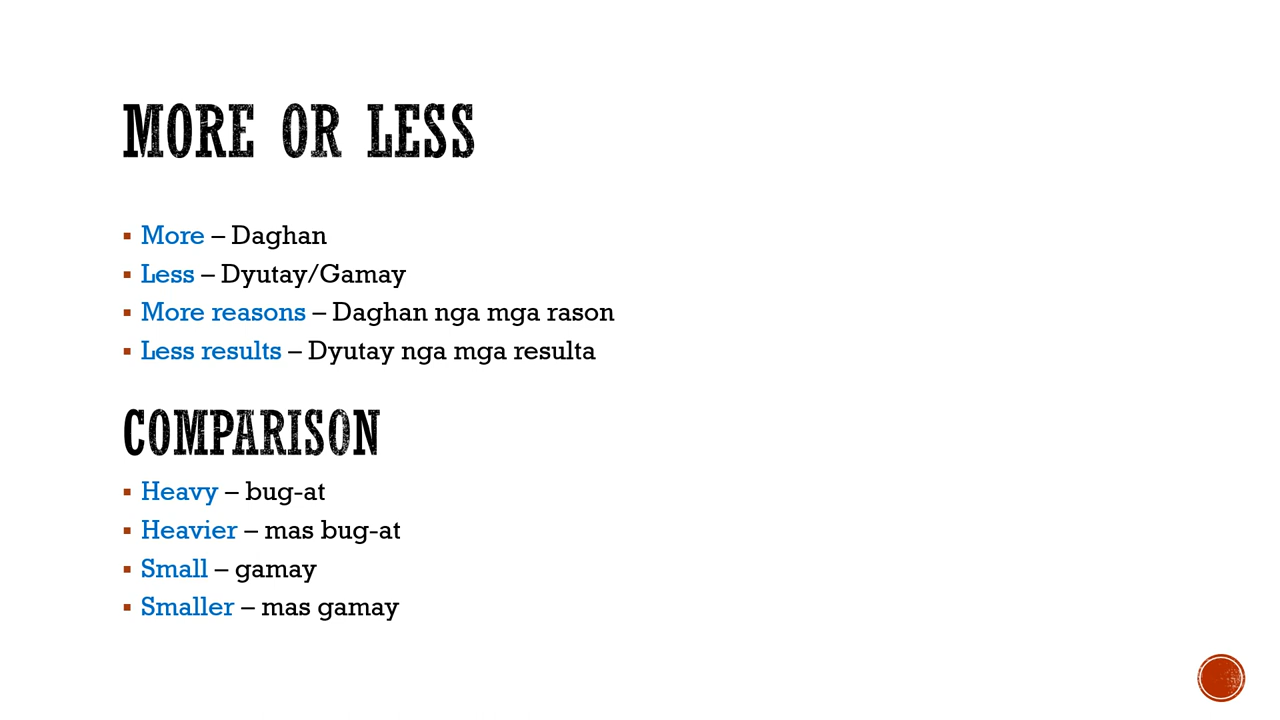 MORE OR LESS
▪ More – Daghan
▪ Less – Dyutay/Gamay
▪ More reasons – Daghan nga mga rason
▪ Less results – Dyutay nga mga resulta
COMPARISON
▪ Heavy – bug-at
▪ Heavier – mas bug-at
▪ Small – gamay
▪ Smaller – mas gamay